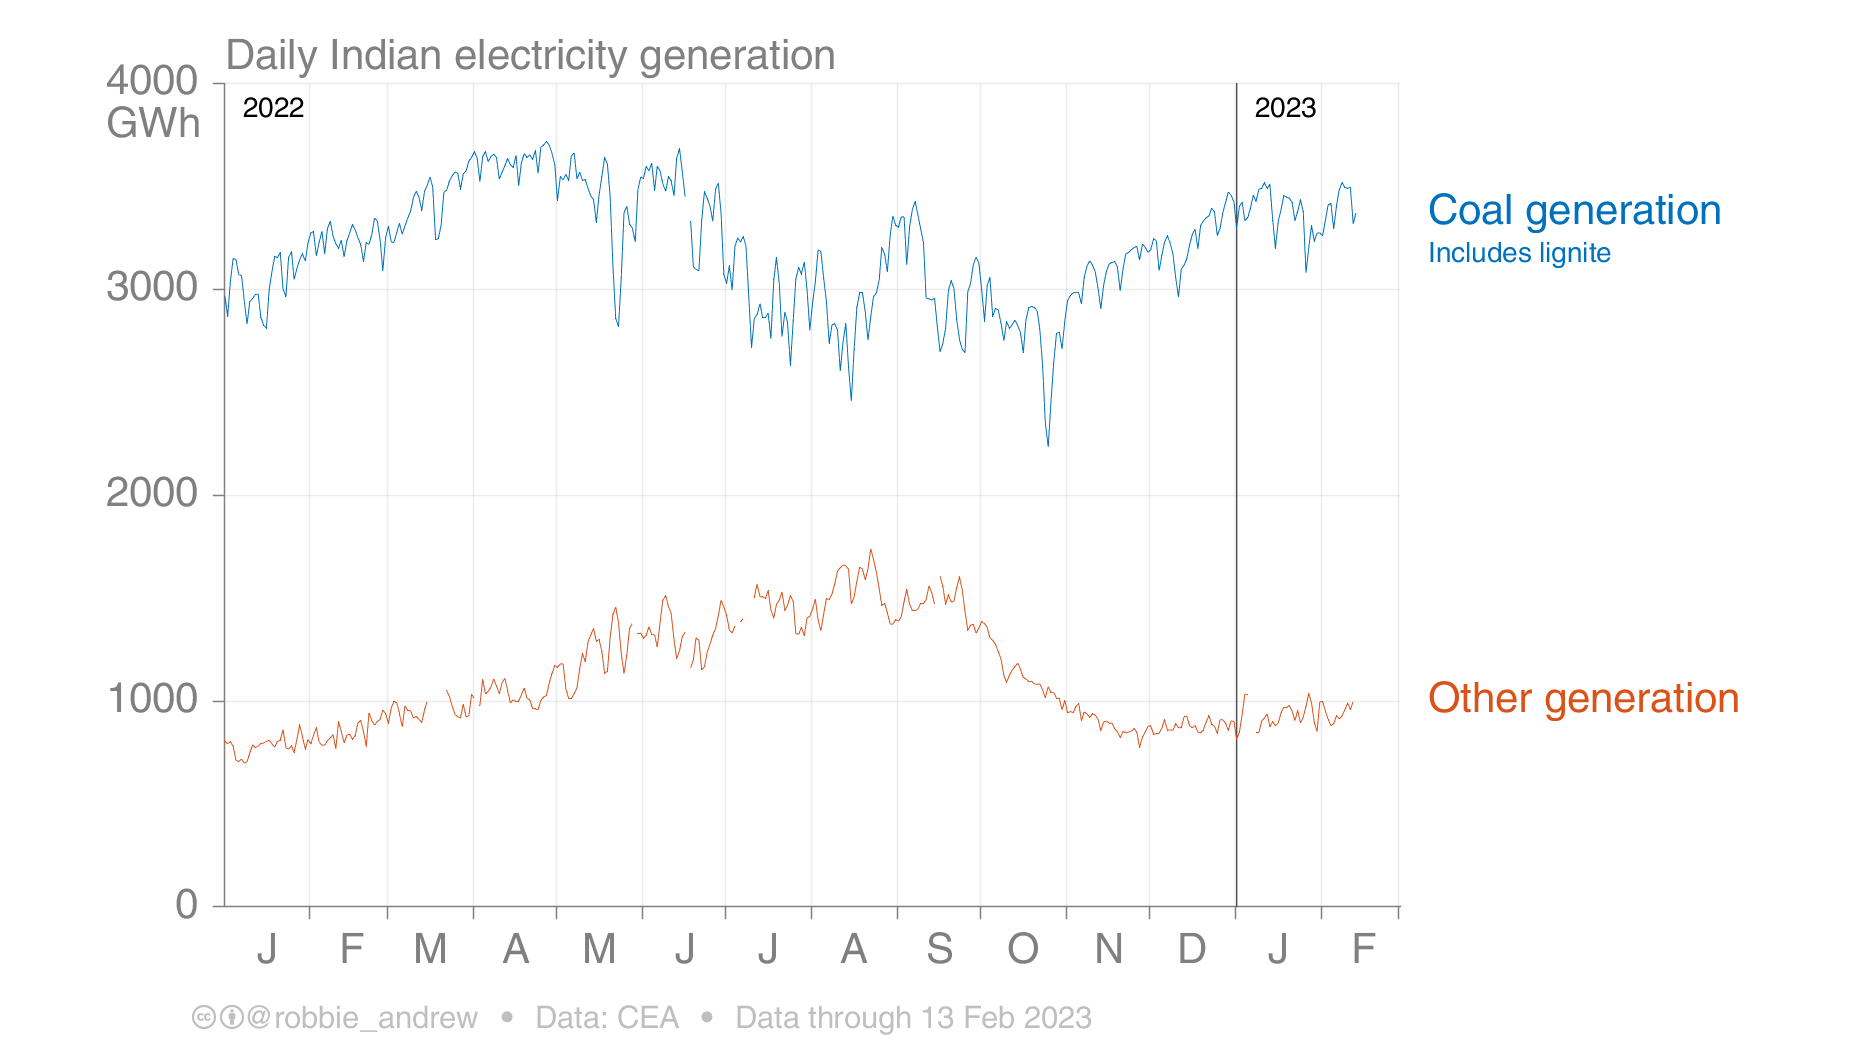 Daily Indian electricity generation
4000
GWh
2022
2023
3000
2000
1000
0
Coal generation
Includes lignite
Other generation
J F M A M J J A S O N D J F
@robbie_andrew • Data: CEA • Data through 13 Feb 2023